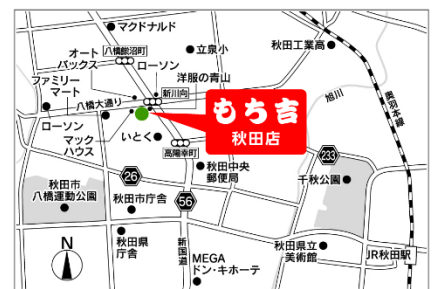 マクドナルド
八橋鯲沼町
立泉小
秋田工業高
オート
バックス
ローソン
洋服の青山
ファミリー
マート
新川向
八橋大通り
旭川
奥羽本線
もち吉
秋田店
ローソン
マック
ハウス
いとく
高陽幸町
233
秋田中央
郵便局
千秋公園
26
秋田市
八橋運動公園
秋田市庁舎
56
N
秋田県
庁舎
新国道
秋田県立
美術館
JR秋田駅
MEGA
ドン・キホーテ